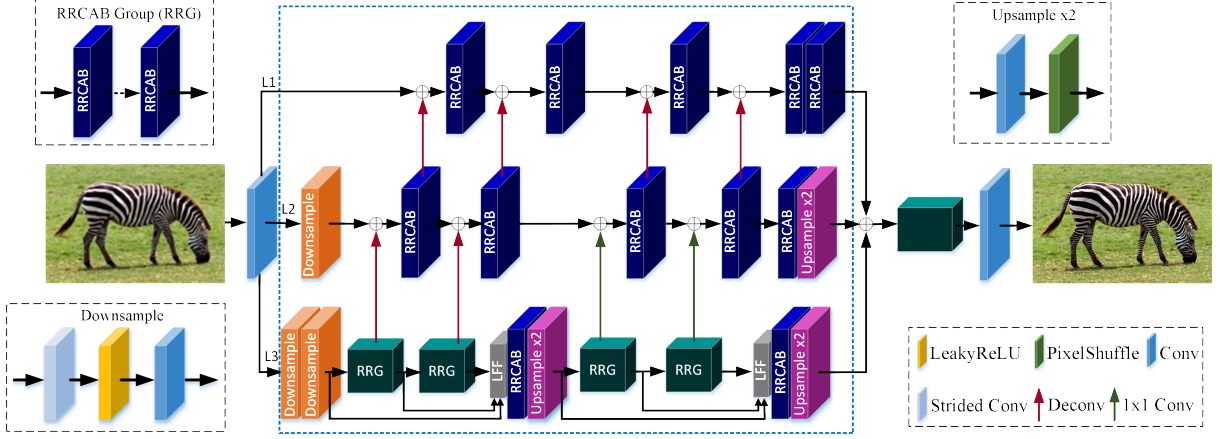 RRCAB Group (RRG)
RRCAB
RRCAB
Upsample x2
L1
RRCAB
RRCAB
RRCAB
RRCAB
RRCAB
L2
Downsample
RRCAB
RRCAB
RRCAB
RRCAB
RRCAB
Upsample x2
Downsample
L3
Downsample
Downsample
RRG
RRG
LFF
RRCAB
Upsample x2
RRG
RRG
LFF
RRCAB
Upsample x2
LeakyReLU
PixelShuffle
Conv
Strided Conv
Deconv
1x1 Conv